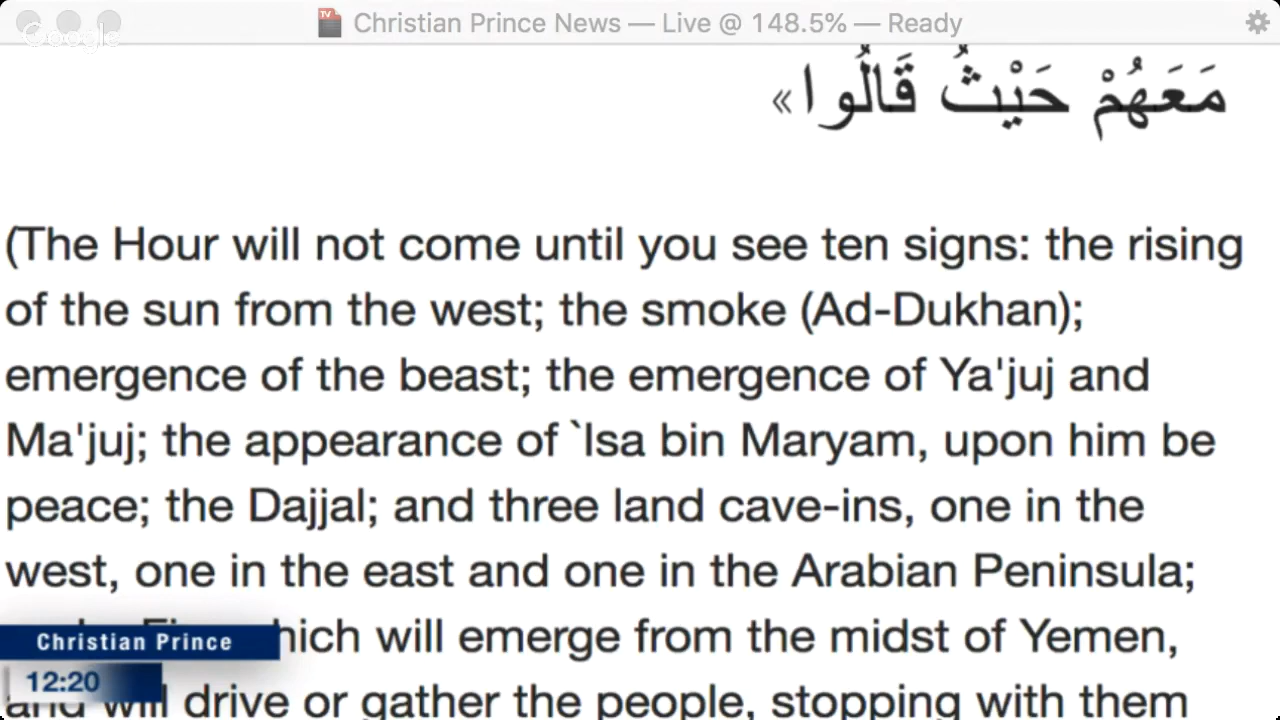 Christian Prince News — Live @ 148.5% — Ready
Google
مَعَهُمْ حَيْثُ قَالُوا»
(The Hour will not come until you see ten signs: the rising
of the sun from the west; the smoke (Ad-Dukhan);
emergence of the beast; the emergence of Ya'juj and
Ma'juj; the appearance of `Isa bin Maryam, upon him be
peace; the Dajjal; and three land cave-ins, one in the
west, one in the east and one in the Arabian Peninsula;
which will emerge from the midst of Yemen,
Christian Prince
and will drive or gather the people, stopping with them
12:20